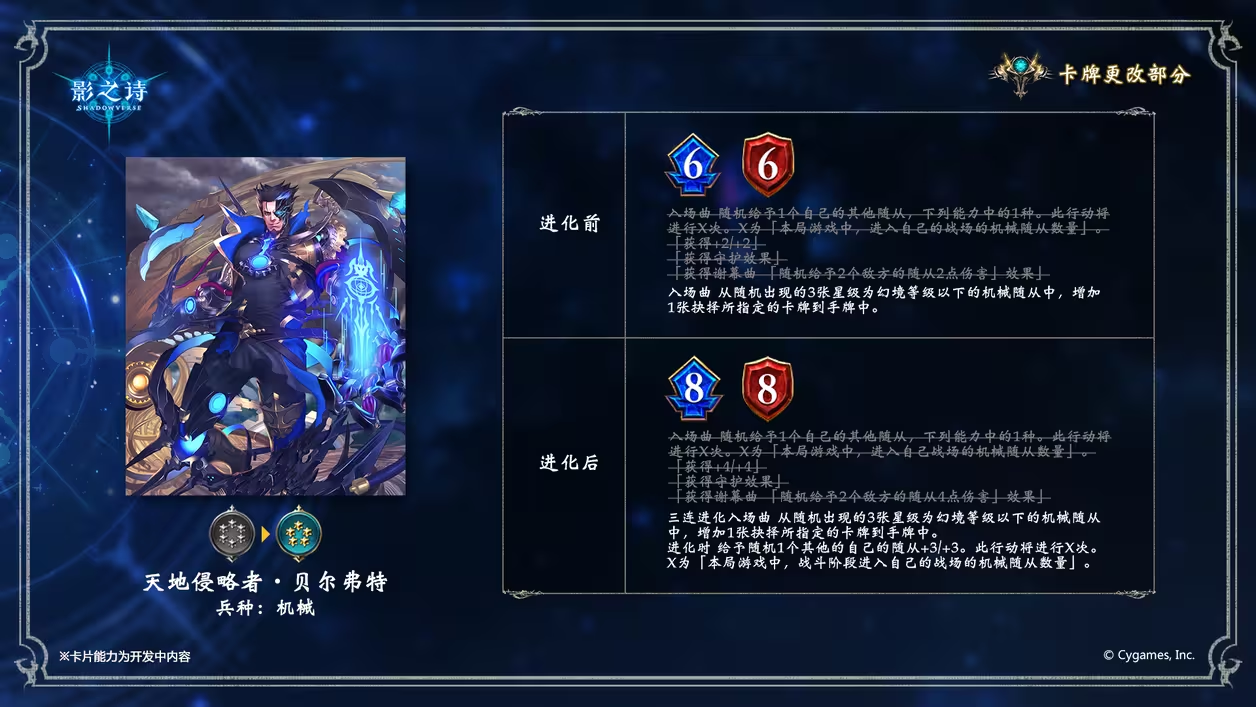 影之诗
SHADOWVERSE
卡牌更改部分
进化前
6 6
入场曲 随机给予1个自己的其他随从，下列能力中的1种。此行动将
进行X次。X为「本局游戏中，进入自己的战场的机械随从数量」。
「获得+2/+2」
「获得守护效果」
「获得谢幕曲 「随机给予2个敌方的随从2点伤害」效果」
入场曲 从随机出现的3张星级为幻境等级以下的机械随从中，增加
1张抉择所指定的卡牌到手牌中。
进化后
8 8
入场曲 随机给予1个自己的其他随从，下列能力中的1种。此行动将
进行X次。X为「本局游戏中，进入自己战场的机械随从数量」。
「获得+4/+4」
「获得守护效果」
「获得谢幕曲 「随机给予2个敌方的随从4点伤害」效果」
三连进化入场曲 从随机出现的3张星级为幻境等级以下的机械随从
中，增加1张抉择所指定的卡牌到手牌中。
进化时 给予随机1个其他的自己的随从+3/+3。此行动将进行X次。
X为「本局游戏中，战斗阶段进入自己的战场的机械随从数量」。
天地侵略者・贝尔弗特
兵种：机械
※卡片能力为开发中内容
© Cygames, Inc.